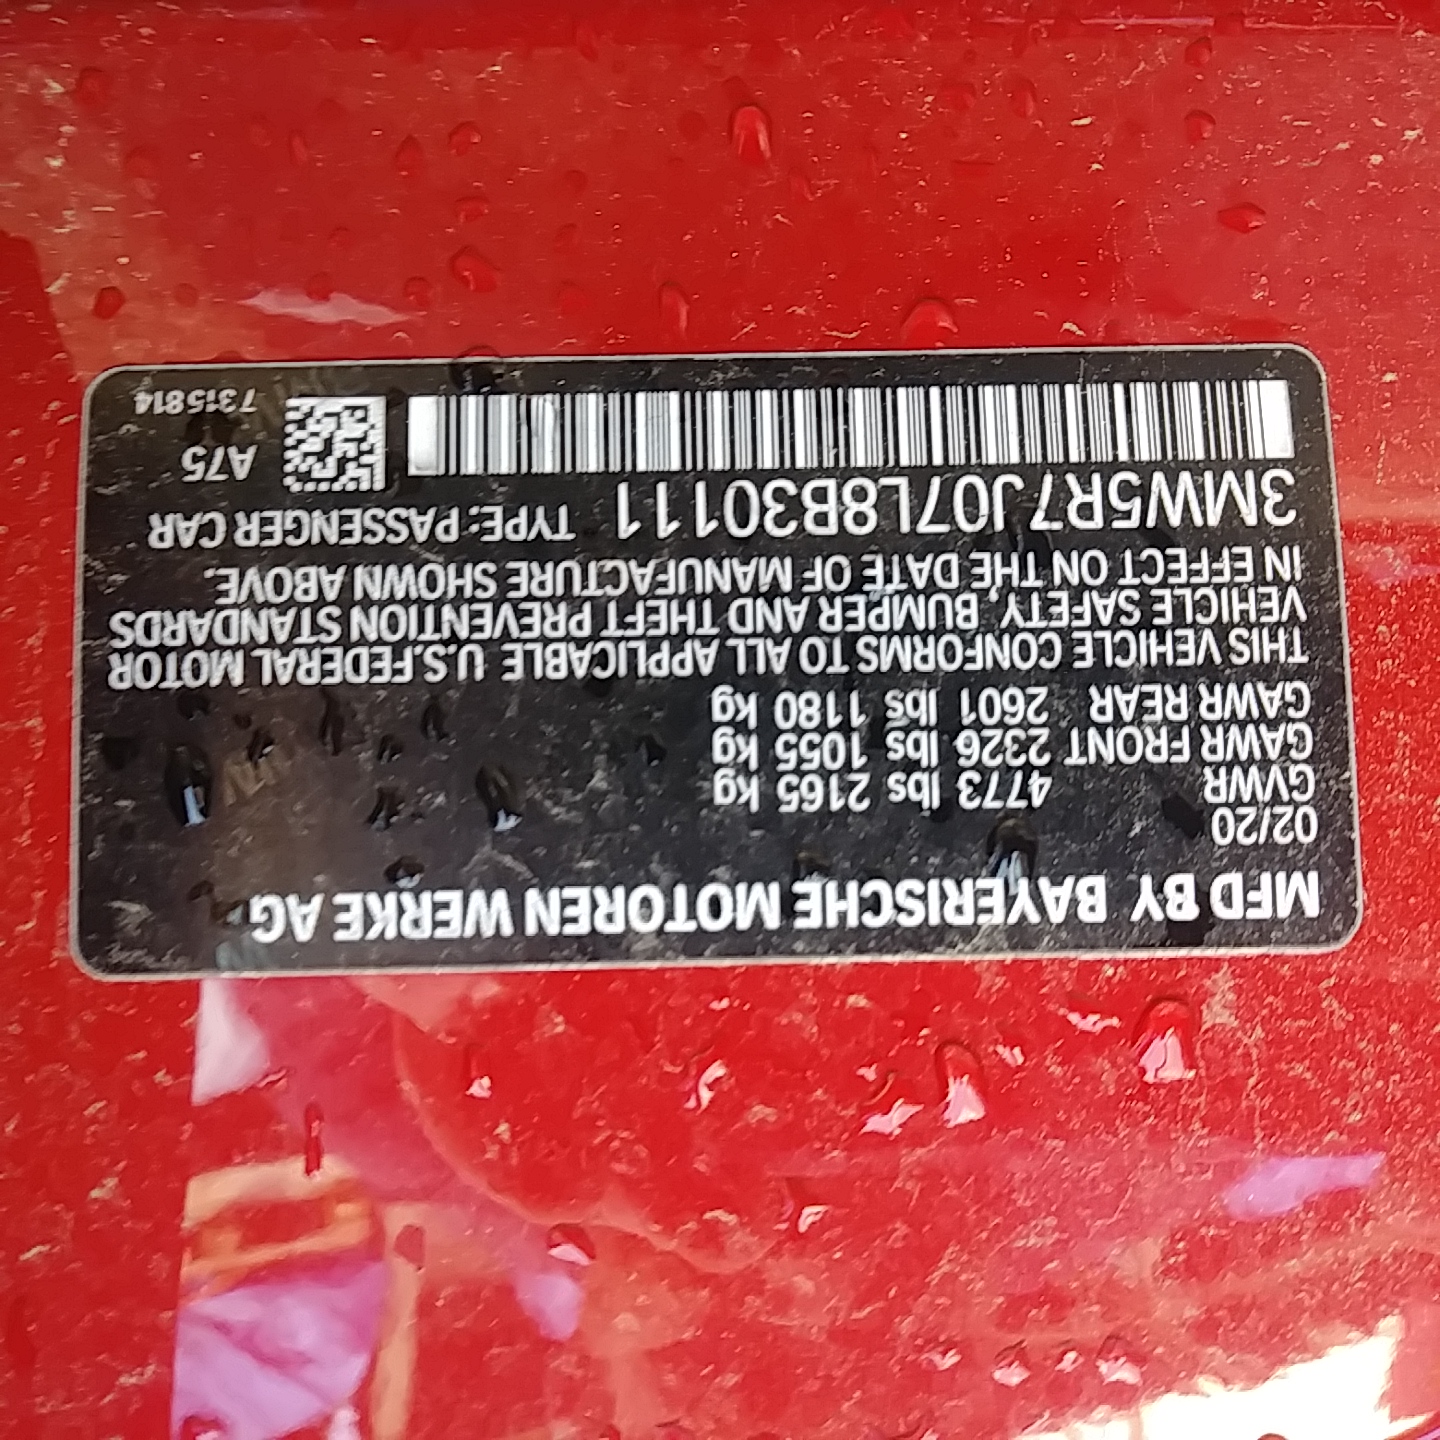 MFD BY BAYERISCHE MOTOREN WERKE AG
02/20
GVWR 4773 lbs 2165 kg
GAWR FRONT 2326 lbs 1055 kg
GAWR REAR 2601 lbs 1180 kg
THIS VEHICLE CONFORMS TO ALL APPLICABLE U.S.FEDERAL MOTOR
VEHICLE SAFETY, BUMPER AND THEFT PREVENTION STANDARDS
IN EFFECT ON THE DATE OF MANUFACTURE SHOWN ABOVE.
3MW5R7J07L8B30111 TYPE: PASSENGER CAR
A75
7315814